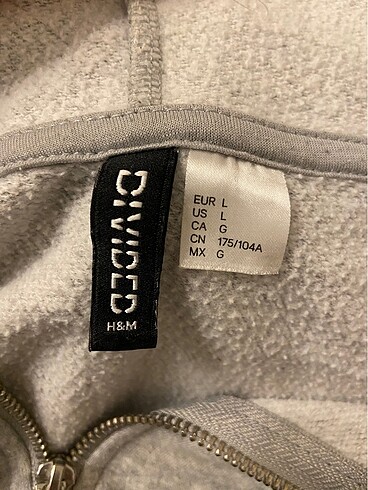 DIVIDED
H&M
EUR L
US L
CA G
CN 175/104A
MX G